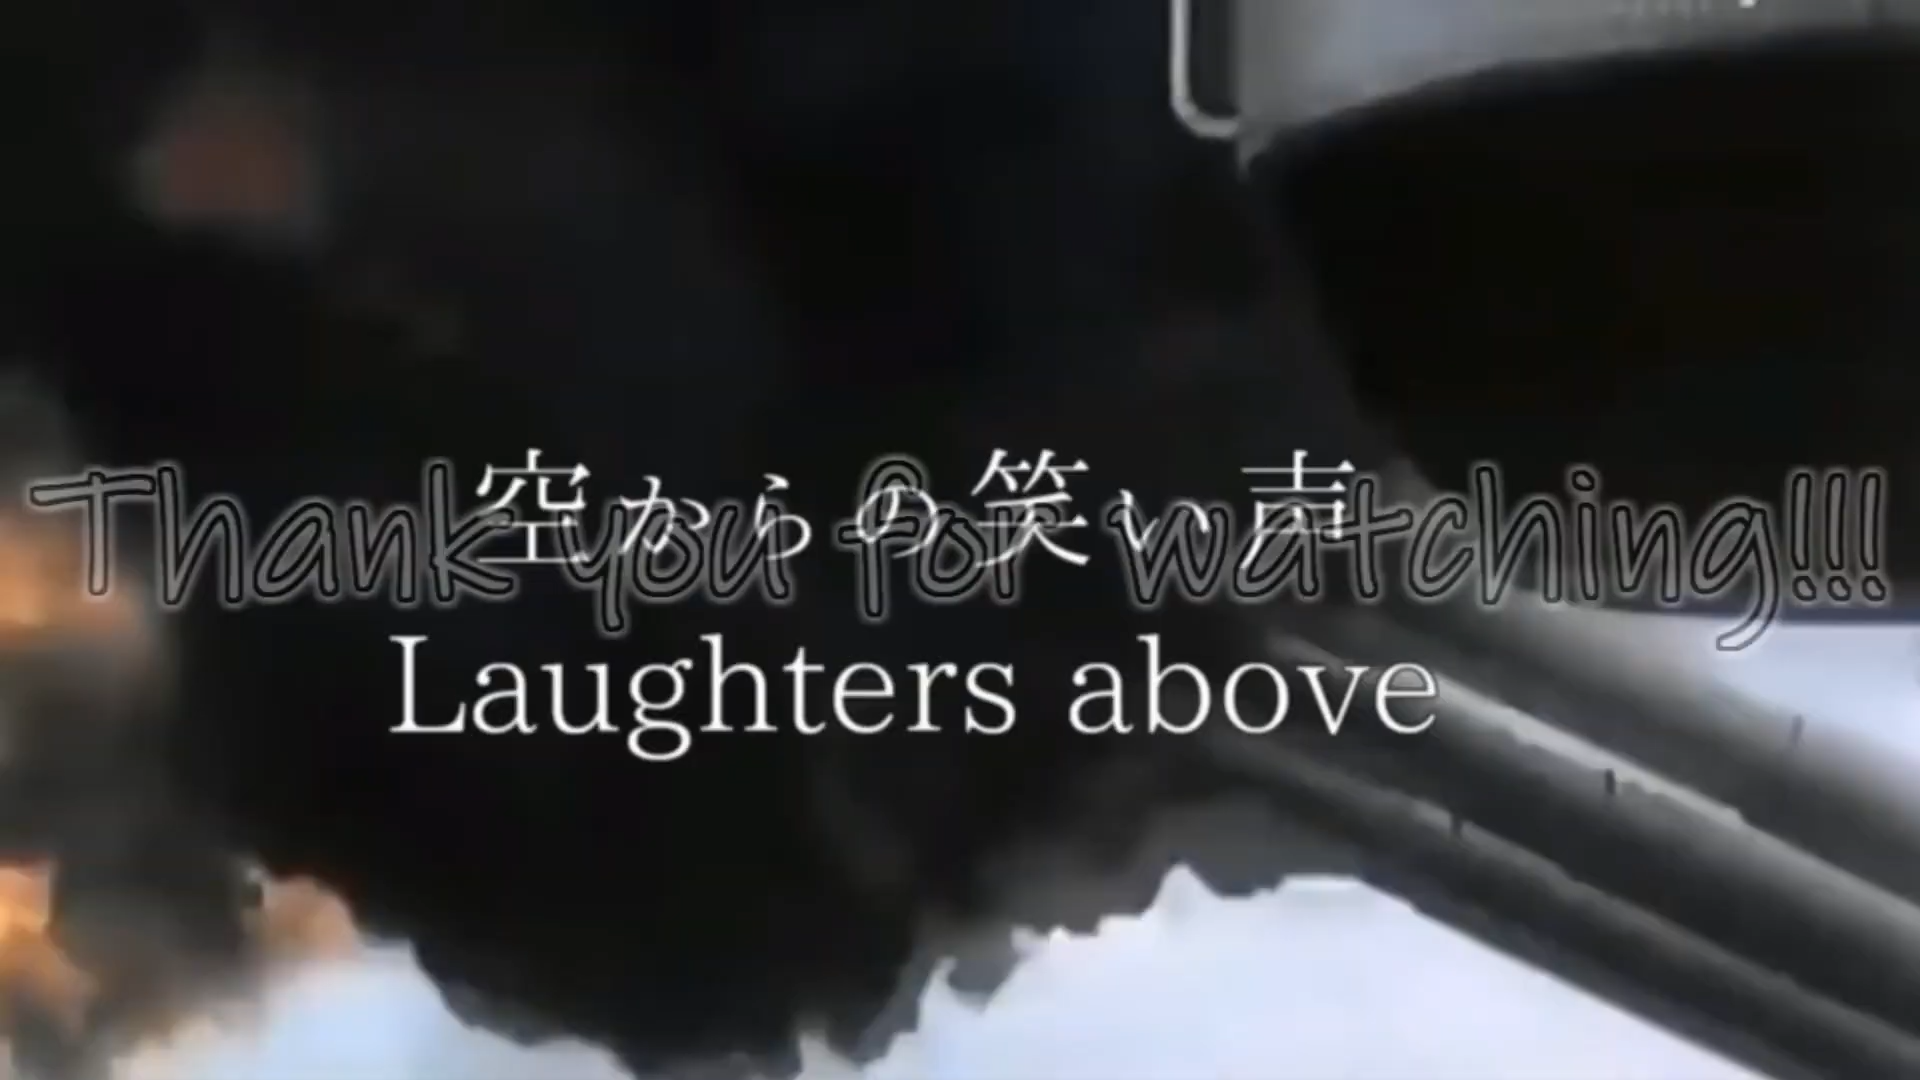 空からの笑い声
Thank you for watching!!!
Laughters above